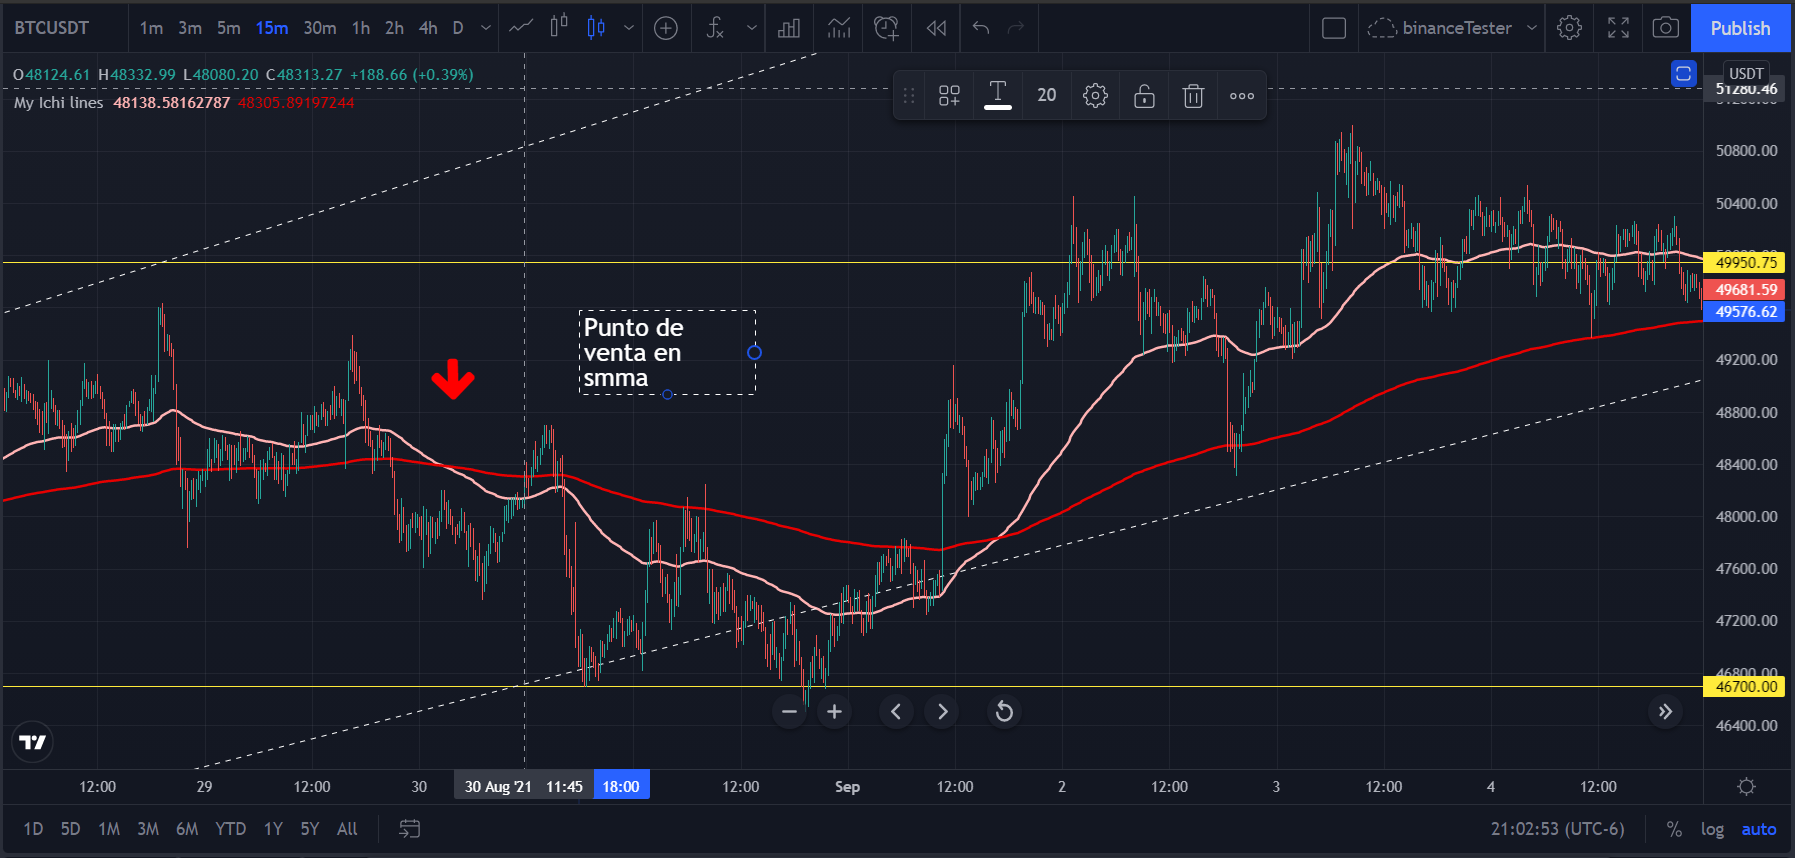 BTCUSDT 1m 3m 5m 15m 30m 1h 2h 4h D binanceTester Publish
O48124.61 H48332.99 L48080.20 C48313.27 +188.66 (+0.39%)
My Ichi lines 48138.58162787 48305.89197244
20
USDT
51280.46
50800.00
50400.00
49950.75
49681.59
49576.62
49200.00
48800.00
48400.00
48000.00
47600.00
47200.00
46800.00
46700.00
46400.00
Punto de
venta en
smma
12:00 29 12:00 30 30 Aug '21 11:45 18:00 12:00 Sep 12:00 2 12:00 3 12:00 4 12:00
1D 5D 1M 3M 6M YTD 1Y 5Y All 21:02:53 (UTC-6) % log auto